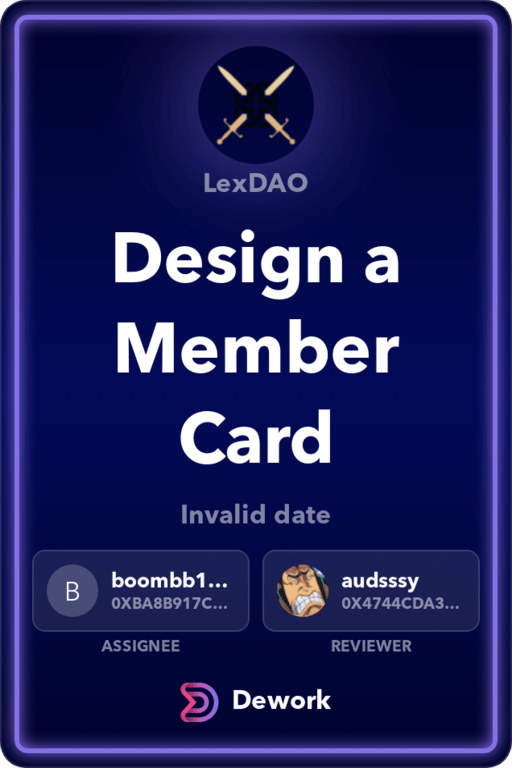 LexDAO
Design a
Member
Card
Invalid date
B
boombb1...
0XBA8B917C...
audsssy
0X4744CDA3...
ASSIGNEE
REVIEWER
Dework